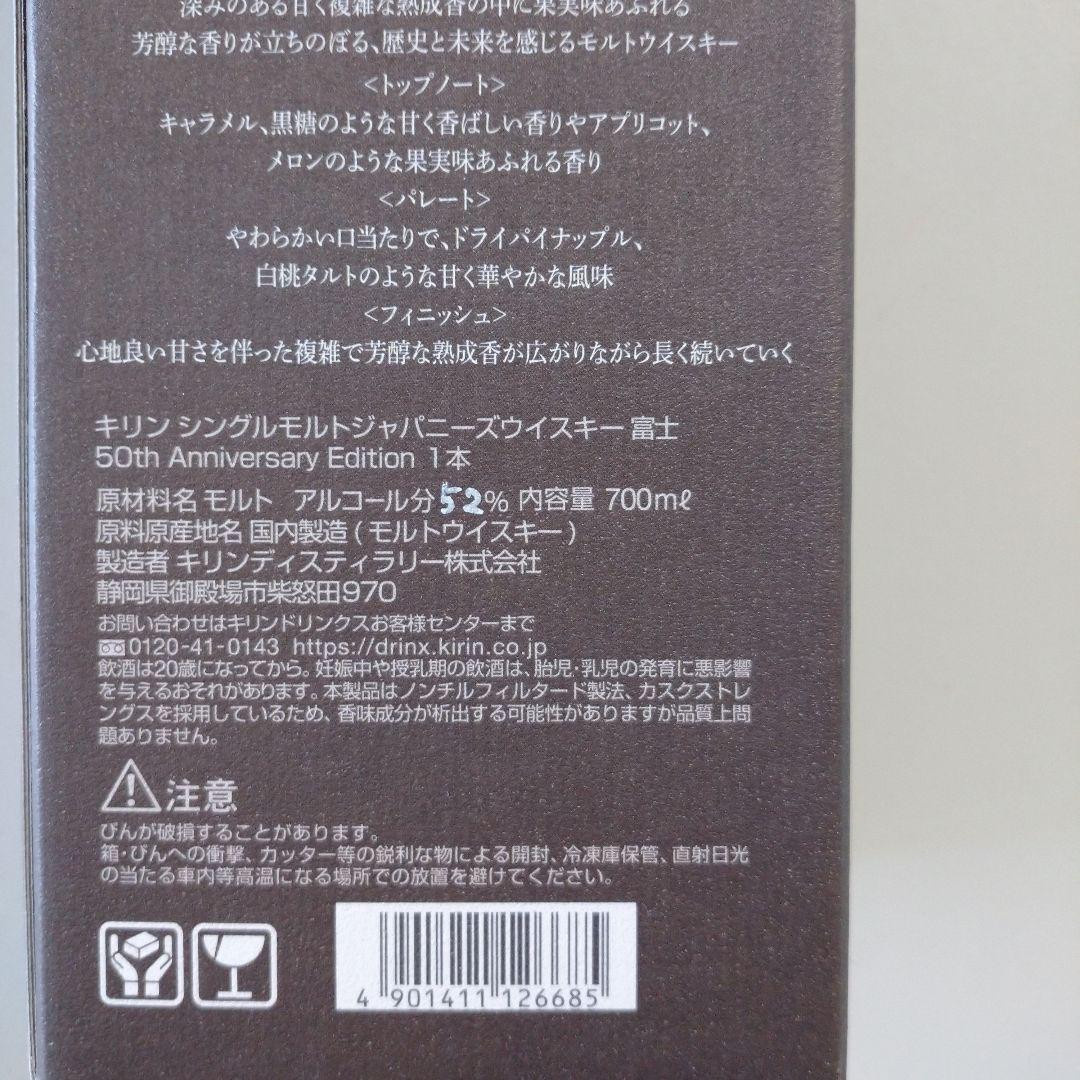 深みのある甘く複雑な熟成香の中に果実味あふれる
芳醇な香りが立ちのぼる、歴史と未来を感じるモルトウイスキー
<トップノート>
キャラメル、黒糖のような甘く香ばしい香りやアプリコット、
メロンのような果実味あふれる香り
<パレート>
やわらかい口当たりで、ドライパイナップル、
白桃タルトのような甘く華やかな風味
<フィニッシュ>
心地良い甘さを伴った複雑で芳醇な熟成香が広がりながら長く続いていく
キリン シングルモルトジャパニーズウイスキー 富士
50th Anniversary Edition 1本
原材料名 モルト アルコール分52% 内容量 700mℓ
原料原産地名 国内製造(モルトウイスキー)
製造者 キリンディスティラリー株式会社
静岡県御殿場市柴怒田970
お問い合わせはキリンドリンクスお客様センターまで
0120-41-0143 https://drinx.kirin.co.jp
飲酒は20歳になってから。妊娠中や授乳期の飲酒は、胎児・乳児の発育に悪影響
を与えるおそれがあります。本製品はノンチルフィルタード製法、カスクストレ
ングスを採用しているため、香味成分が析出する可能性がありますが品質上問
題ありません。
注意
びんが破損することがあります。
箱・びんへの衝撃、カッター等の鋭利な物による開封、冷凍庫保管、直射日光
の当たる車内等高温になる場所での放置を避けてください。
4 901411 126685